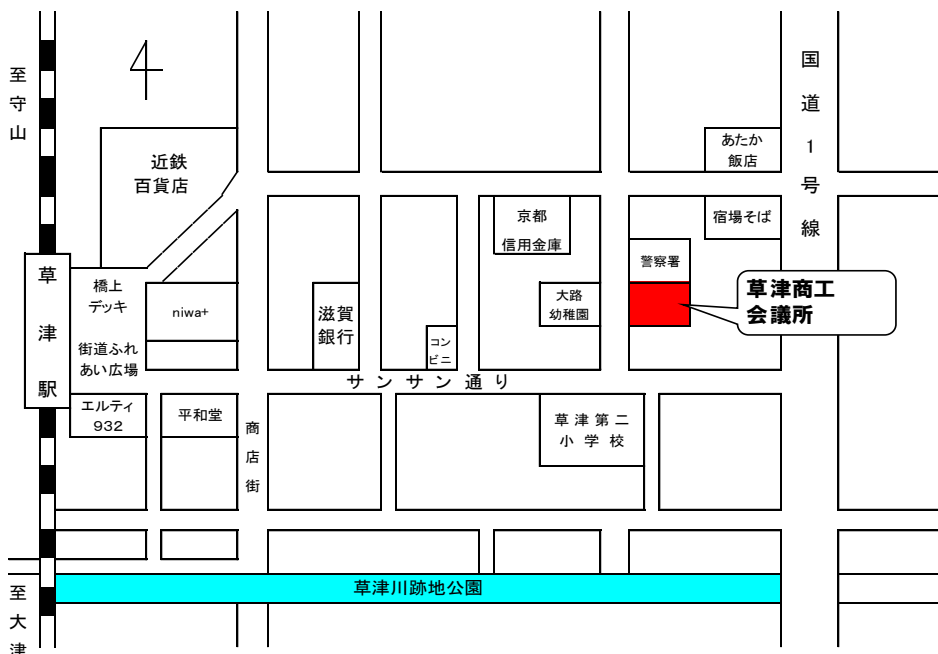 至守山
国道1号線
あたか
飯店
近鉄
百貨店
京都
信用金庫
宿場そば
警察署
草津駅
橋上
デッキ
街道ふれ
あい広場
niwa+
滋賀
銀行
コン
ビニ
大路
幼稚園
草津商工
会議所
サンサン通り
エルティ
932
平和堂
商店街
草津第二
小学校
草津川跡地公園
至大津